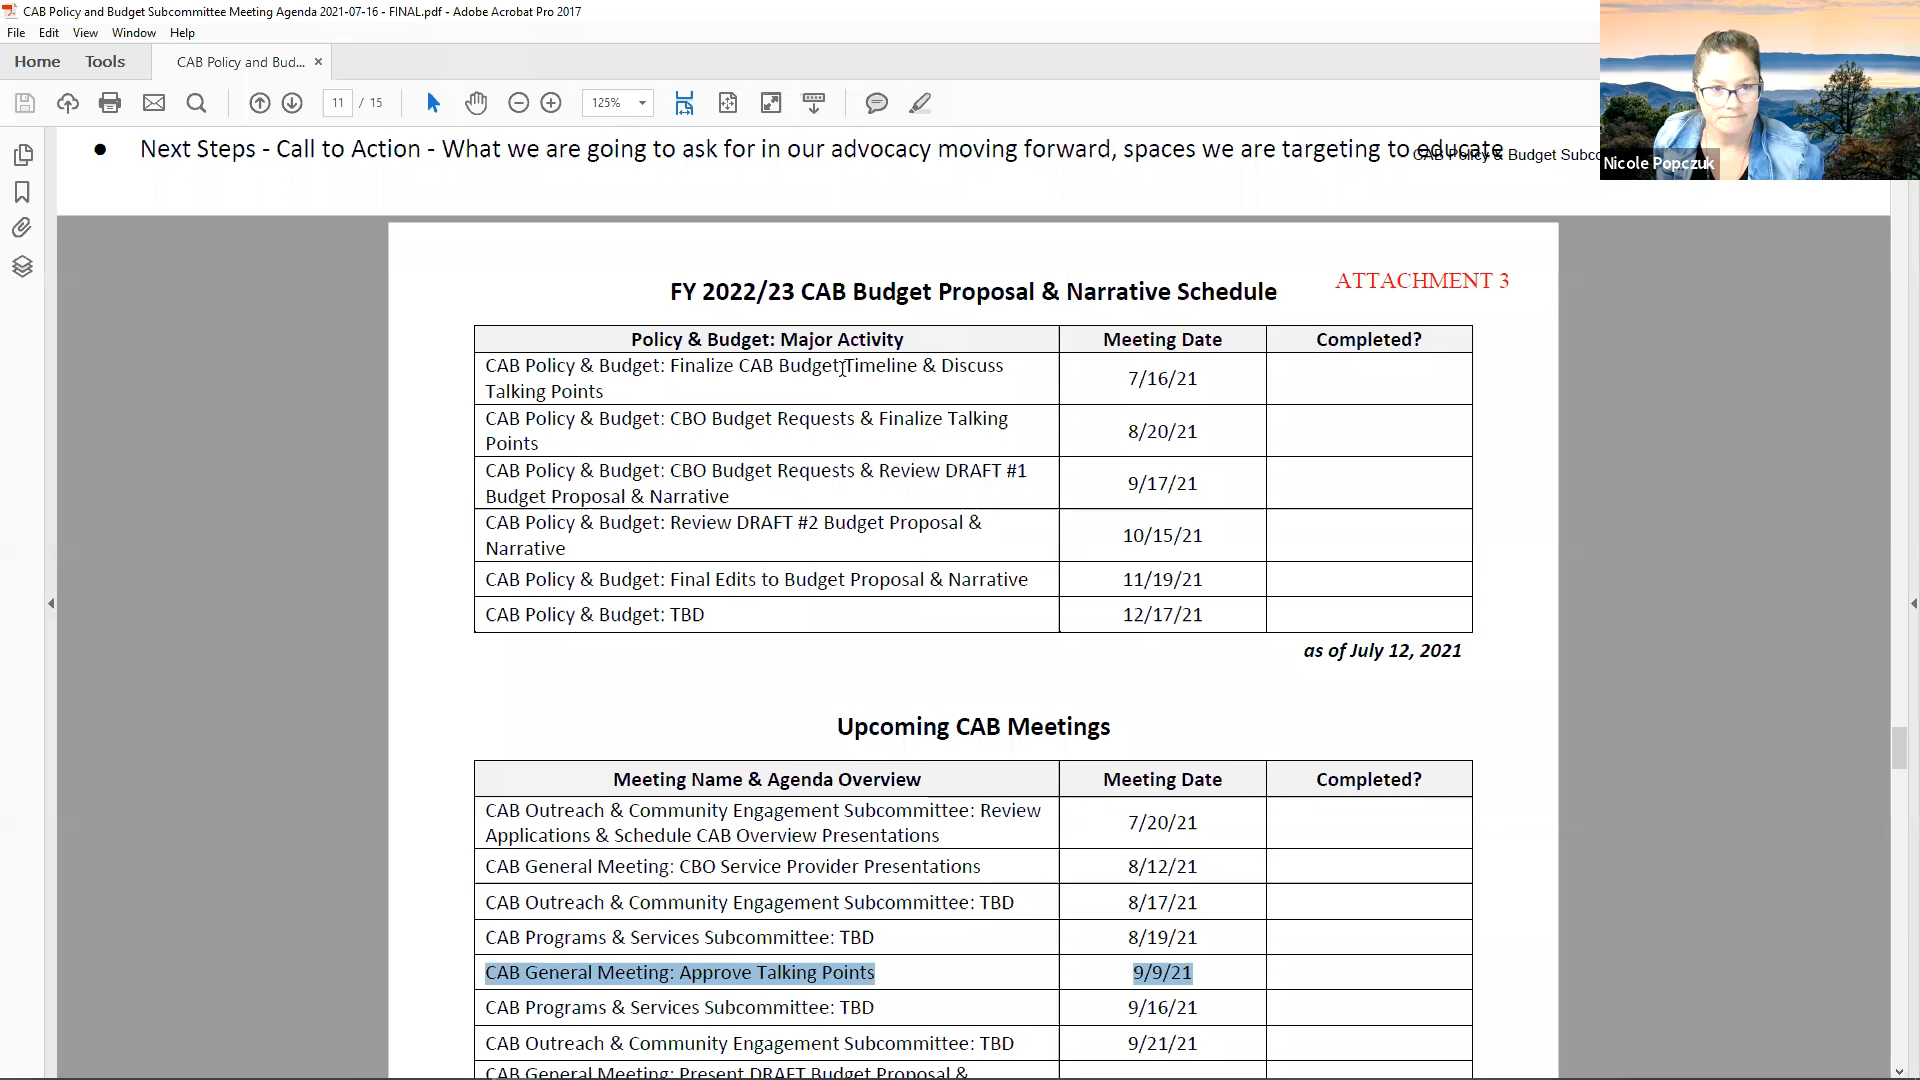 CAB Policy and Budget Subcommittee Meeting Agenda 2021-07-16 - FINAL.pdf - Adobe Acrobat Pro 2017
File Edit View Window Help
Home Tools CAB Policy and Bud... ×
11 / 15 125%
● Next Steps - Call to Action - What we are going to ask for in our advocacy moving forward, spaces we are targeting to educate
CAB Policy & Budget Subco
Nicole Popczuk
ATTACHMENT 3
FY 2022/23 CAB Budget Proposal & Narrative Schedule
Policy & Budget: Major Activity Meeting Date Completed?
CAB Policy & Budget: Finalize CAB Budget Timeline & Discuss
Talking Points
7/16/21
CAB Policy & Budget: CBO Budget Requests & Finalize Talking
Points
8/20/21
CAB Policy & Budget: CBO Budget Requests & Review DRAFT #1
Budget Proposal & Narrative
9/17/21
CAB Policy & Budget: Review DRAFT #2 Budget Proposal &
Narrative
10/15/21
CAB Policy & Budget: Final Edits to Budget Proposal & Narrative 11/19/21
CAB Policy & Budget: TBD 12/17/21
as of July 12, 2021
Upcoming CAB Meetings
Meeting Name & Agenda Overview Meeting Date Completed?
CAB Outreach & Community Engagement Subcommittee: Review
Applications & Schedule CAB Overview Presentations
7/20/21
CAB General Meeting: CBO Service Provider Presentations 8/12/21
CAB Outreach & Community Engagement Subcommittee: TBD 8/17/21
CAB Programs & Services Subcommittee: TBD 8/19/21
CAB General Meeting: Approve Talking Points 9/9/21
CAB Programs & Services Subcommittee: TBD 9/16/21
CAB Outreach & Community Engagement Subcommittee: TBD 9/21/21
CAB General Meeting: Present DRAFT Budget Proposal &